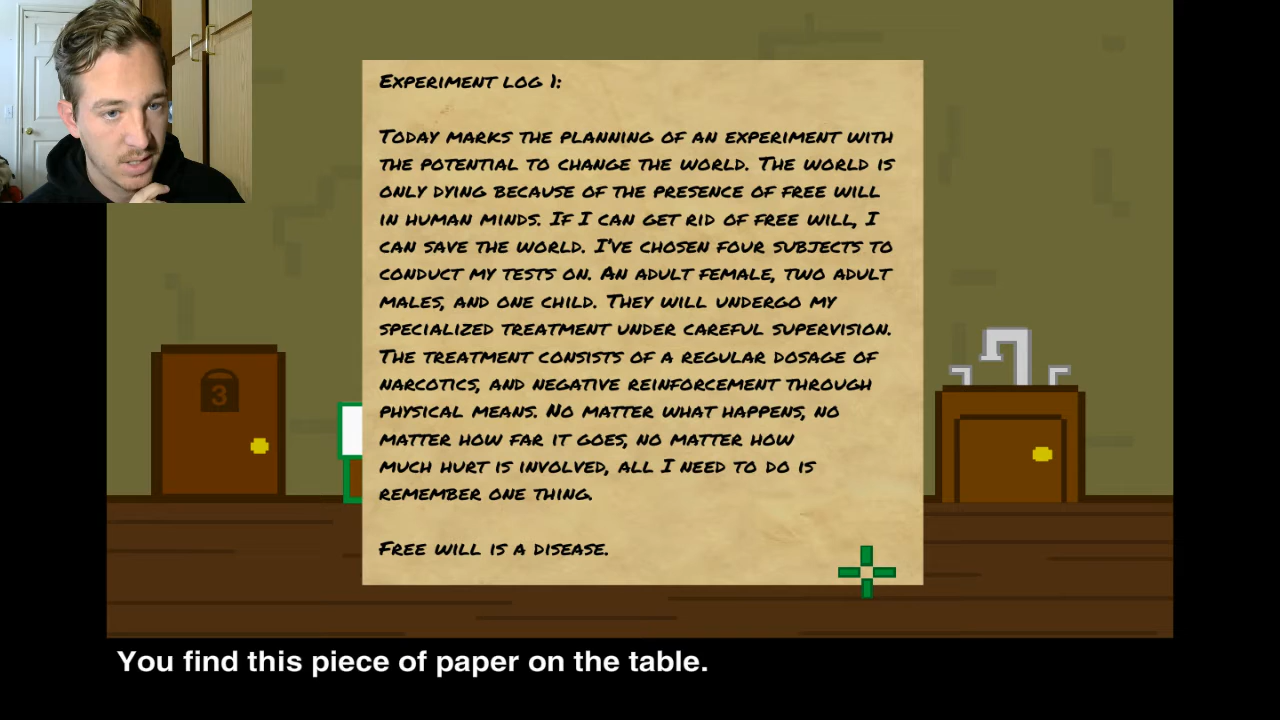 EXPERIMENT LOG 1:
TODAY MARKS THE PLANNING OF AN EXPERIMENT WITH
THE POTENTIAL TO CHANGE THE WORLD. THE WORLD IS
ONLY DYING BECAUSE OF THE PRESENCE OF FREE WILL
IN HUMAN MINDS. IF I CAN GET RID OF FREE WILL, I
CAN SAVE THE WORLD. I'VE CHOSEN FOUR SUBJECTS TO
CONDUCT MY TESTS ON. AN ADULT FEMALE, TWO ADULT
MALES, AND ONE CHILD. THEY WILL UNDERGO MY
SPECIALIZED TREATMENT UNDER CAREFUL SUPERVISION.
THE TREATMENT CONSISTS OF A REGULAR DOSAGE OF
NARCOTICS, AND NEGATIVE REINFORCEMENT THROUGH
PHYSICAL MEANS. NO MATTER WHAT HAPPENS, NO
MATTER HOW FAR IT GOES, NO MATTER HOW
MUCH HURT IS INVOLVED, ALL I NEED TO DO IS
REMEMBER ONE THING.
FREE WILL IS A DISEASE.
3
You find this piece of paper on the table.